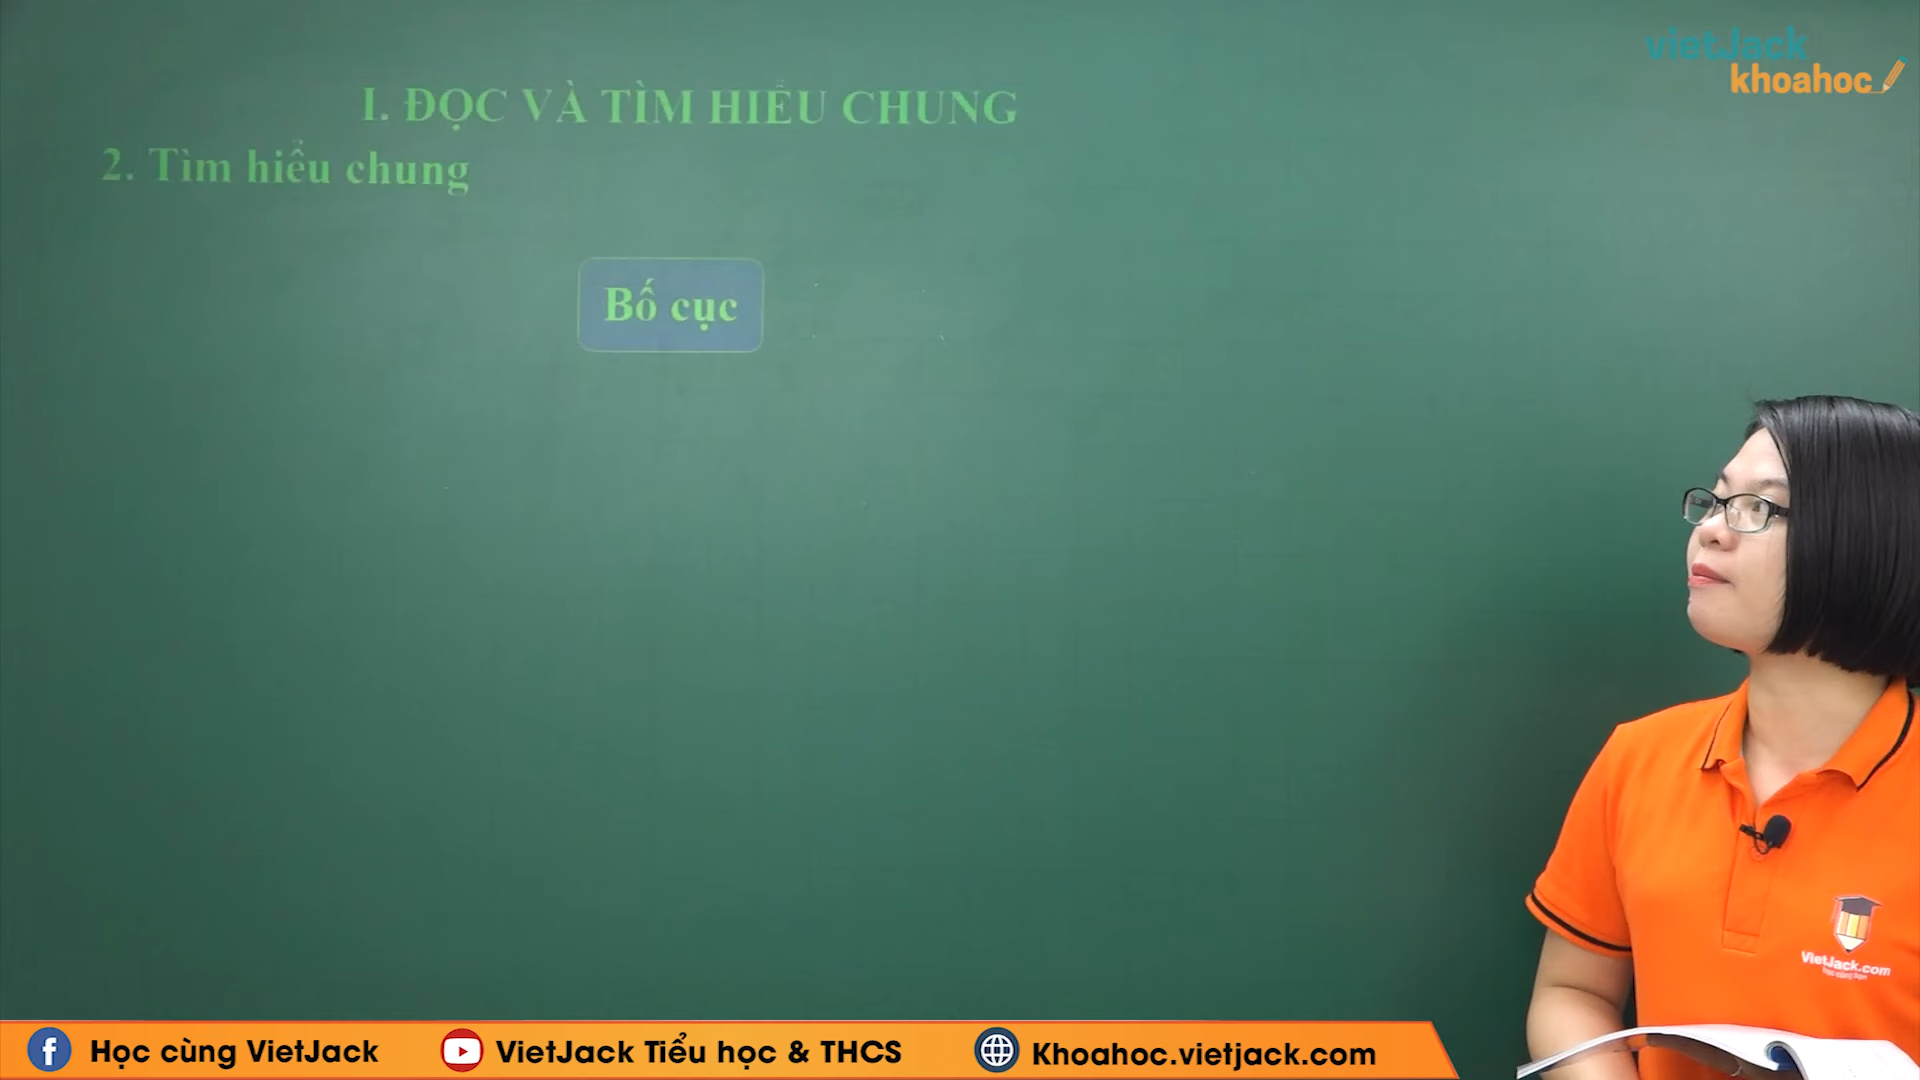 vietJack
khoahoc
I. ĐỌC VÀ TÌM HIỂU CHUNG
2. Tìm hiểu chung
Bố cục
VietJack.com
Học cùng VietJack
VietJack Tiểu học & THCS
Khoahoc.vietjack.com